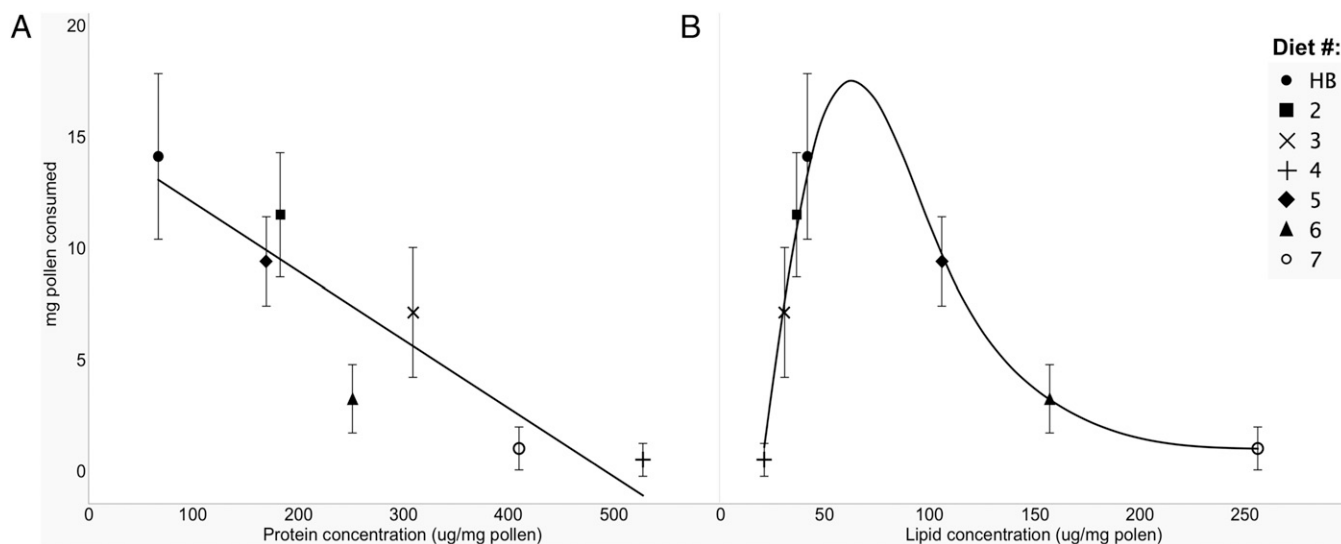 A
20
15
10
5
0
mg pollen consumed
0 100 200 300 400 500
Protein concentration (ug/mg pollen)
B
0 50 100 150 200 250
Lipid concentration (ug/mg polen)
Diet #:
HB
2
3
4
5
6
7